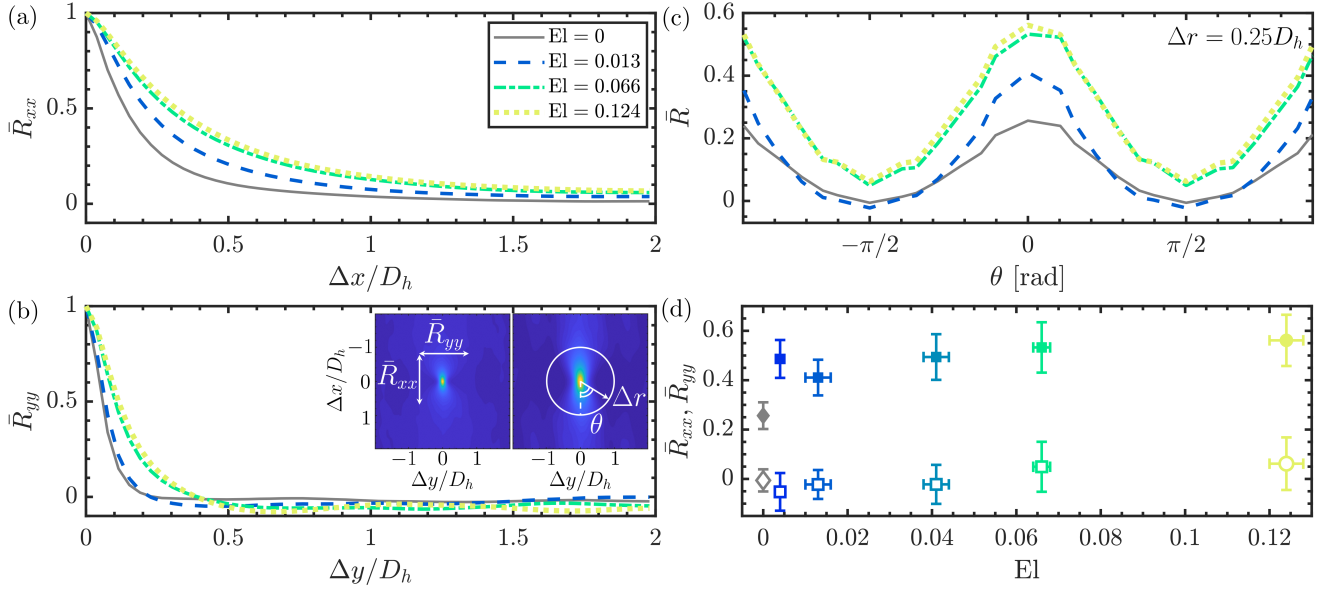 (a)
1
0.5
0
R̄xx
El = 0
El = 0.013
El = 0.066
El = 0.124
0 0.5 1 1.5 2
Δx/Dh
(b)
1
0.5
0
R̄yy
−1
0
1
Δx/Dh
R̄yy
R̄xx
Δr
θ
−1 0 1
−1 0 1
Δy/Dh
Δy/Dh
0 0.5 1 1.5 2
Δy/Dh
(c)
0.6
0.4
0.2
0
R̄
Δr = 0.25Dh
−π/2 0 π/2
θ [rad]
(d)
0.6
0.4
0.2
0
R̄xx, R̄yy
0 0.02 0.04 0.06 0.08 0.1 0.12
El